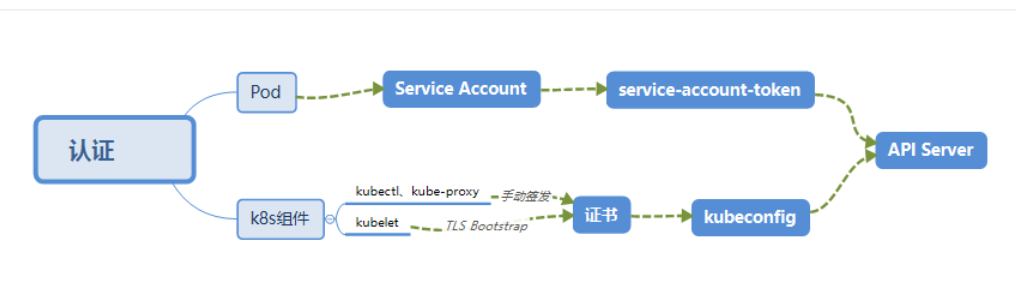 认证
Pod
Service Account
service-account-token
API Server
k8s组件
kubectl、kube-proxy
手动签发
kubelet
TLS Bootstrap
证书
kubeconfig